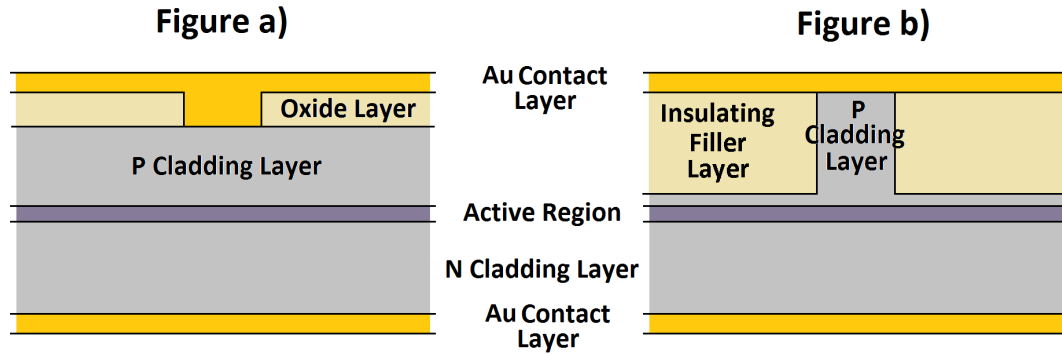 Figure a)
Figure b)
Au Contact
Layer
Oxide Layer
Insulating
Filler
Layer
P
Cladding
Layer
P Cladding Layer
Active Region
N Cladding Layer
Au Contact
Layer